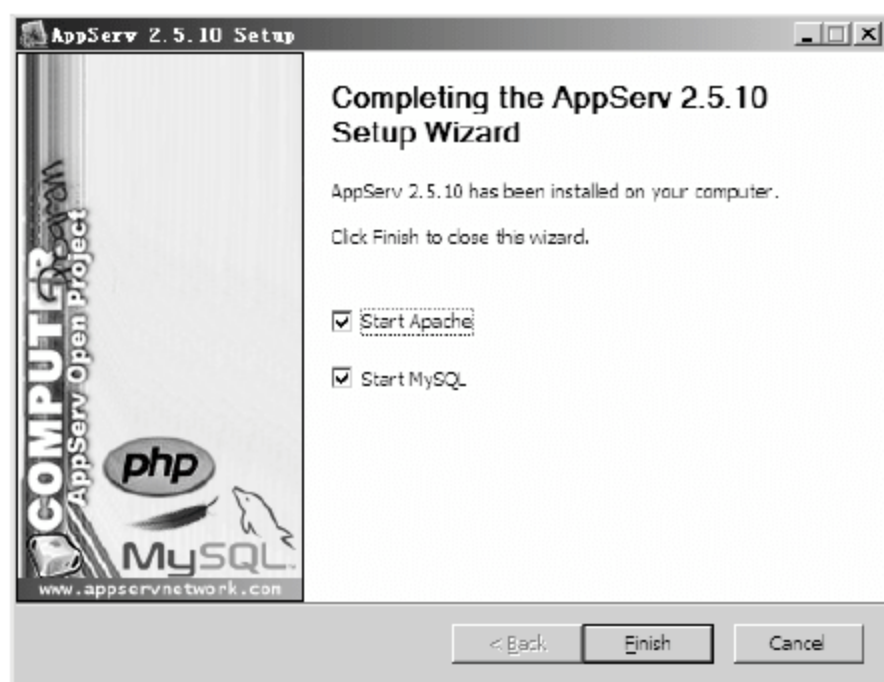 AppServ 2.5.10 Setup
Completing the AppServ 2.5.10
Setup Wizard
AppServ 2.5.10 has been installed on your computer.
Click Finish to close this wizard.
Start Apache
Start MySQL
COMPUTER
Program
AppServ Open Project
php
MySQL
www.appservnetwork.com
< Back
Finish
Cancel